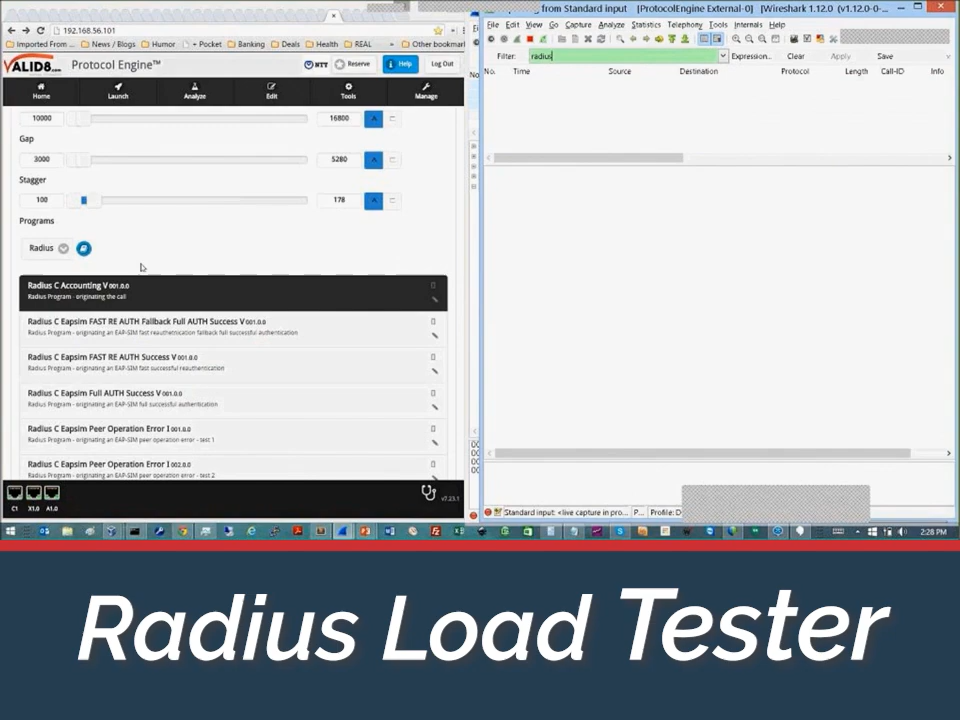 192.168.56.101
Imported From ...
News / Blogs
Humor
+ Pocket
Banking
Deals
Health
REAL
Other bookmar
VALID8.com
Protocol Engine™
NTT
Reserve
Help
Log Out
Home
Launch
Analyze
Edit
Tools
Manage
10000
16800
A
Gap
3000
5280
A
Stagger
100
178
A
Programs
Radius
Radius C Accounting V 001.0.0
Radius Program - originating the call
Radius C Eapsim FAST RE AUTH Fallback Full AUTH Success V 001.0.0
Radius Program - originating an EAP-SIM fast reauthetnication fallback full successful authentication
Radius C Eapsim FAST RE AUTH Success V 001.0.0
Radius Program - originating an EAP-SIM fast successful reauthetication
Radius C Eapsim Full AUTH Success V 001.0.0
Radius Program - originating an EAP-SIM full successful authetication
Radius C Eapsim Peer Operation Error I 001.0.0
Radius Program - originating an EAP-SIM peer operation error - test 1
Radius C Eapsim Peer Operation Error I 002.0.0
Radius Program - originating an EAP-SIM peer operation error - test 2
C1
X1.0
A1.0
v7.23.1
from Standard input [ProtocolEngine External-0] [Wireshark 1.12.0 (v1.12.0-0-
File Edit View Go Capture Analyze Statistics Telephony Tools Internals Help
Filter: radius
Expression...
Clear
Apply
Save
No. Time Source Destination Protocol Length Call-ID Info
Standard input: <live capture in pro...
P...
Profile: D
2:28 PM
Radius Load Tester